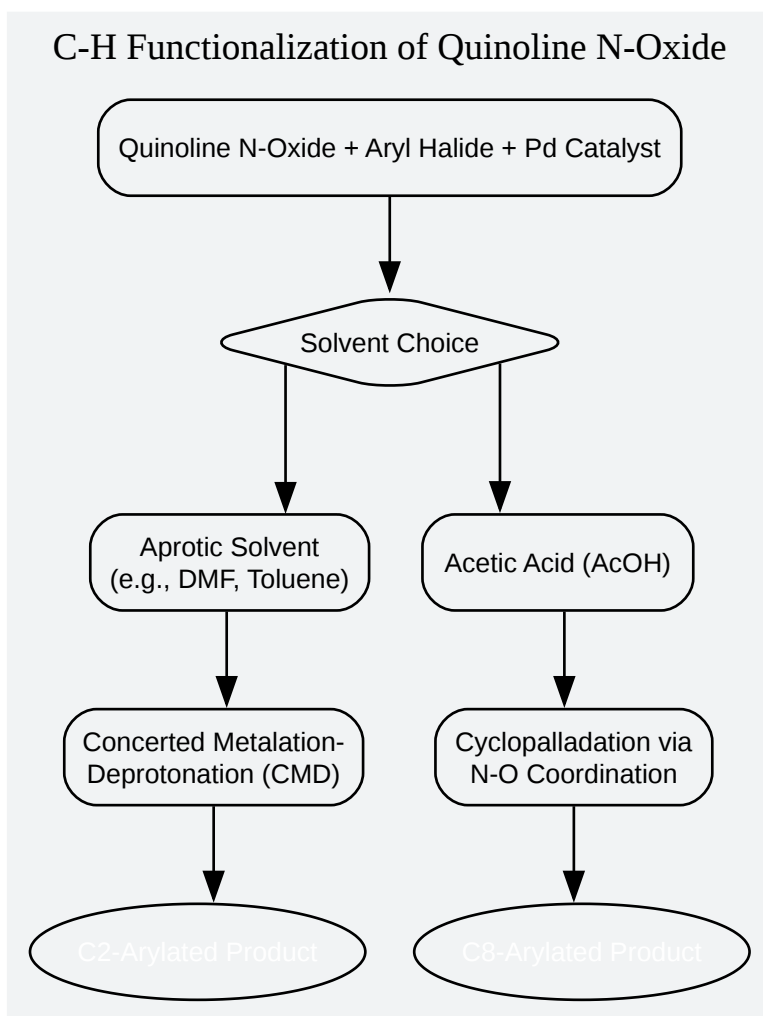 C-H Functionalization of Quinoline N-Oxide
Quinoline N-Oxide + Aryl Halide + Pd Catalyst
Solvent Choice
Aprotic Solvent
(e.g., DMF, Toluene)
Acetic Acid (AcOH)
Concerted Metalation-
Deprotonation (CMD)
Cyclopalladation via
N-O Coordination
C2-Arylated Product
C8-Arylated Product